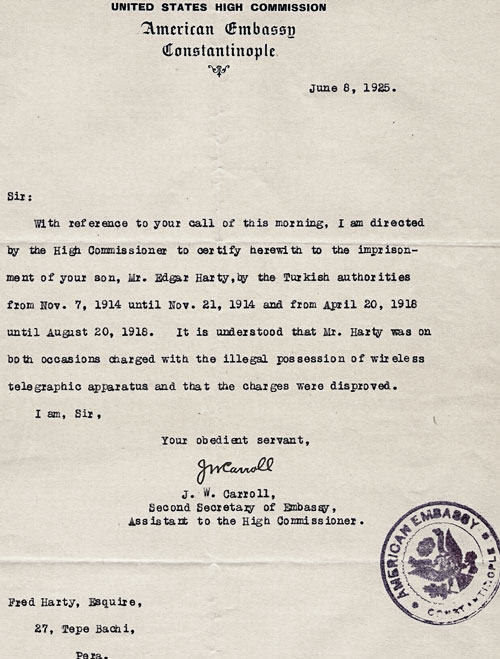 UNITED STATES HIGH COMMISSION
American Embassy
Constantinople
June 8, 1925.
Sir:
With reference to your call of this morning, I am directed
by the High Commissioner to certify herewith to the imprison-
ment of your son, Mr. Edgar Harty,by the Turkish authorities
from Nov. 7, 1914 until Nov. 21, 1914 and from April 20, 1918
until August 20, 1918. It is understood that Mr. Harty was on
both occasions charged with the illegal possession of wireless
telegraphic apparatus and that the charges were disproved.
I am, Sir,
Your obedient servant,
JWCarroll
J. W. Carroll,
Second Secretary of Embassy,
Assistant to the High Commissioner.
AMERICAN EMBASSY
CONSTANTINOPLE
Fred Harty, Esquire,
27, Tepe Bachi,
Pera.